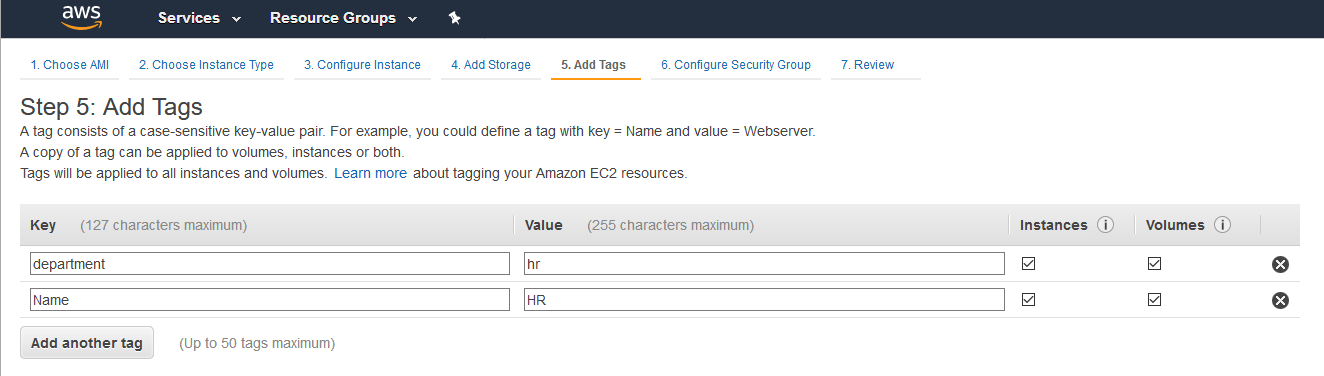 aws Services Resource Groups
1. Choose AMI 2. Choose Instance Type 3. Configure Instance 4. Add Storage 5. Add Tags 6. Configure Security Group 7. Review
Step 5: Add Tags
A tag consists of a case-sensitive key-value pair. For example, you could define a tag with key = Name and value = Webserver.
A copy of a tag can be applied to volumes, instances or both.
Tags will be applied to all instances and volumes. Learn more about tagging your Amazon EC2 resources.
Key (127 characters maximum) Value (255 characters maximum) Instances i Volumes i
department hr
Name HR
Add another tag (Up to 50 tags maximum)